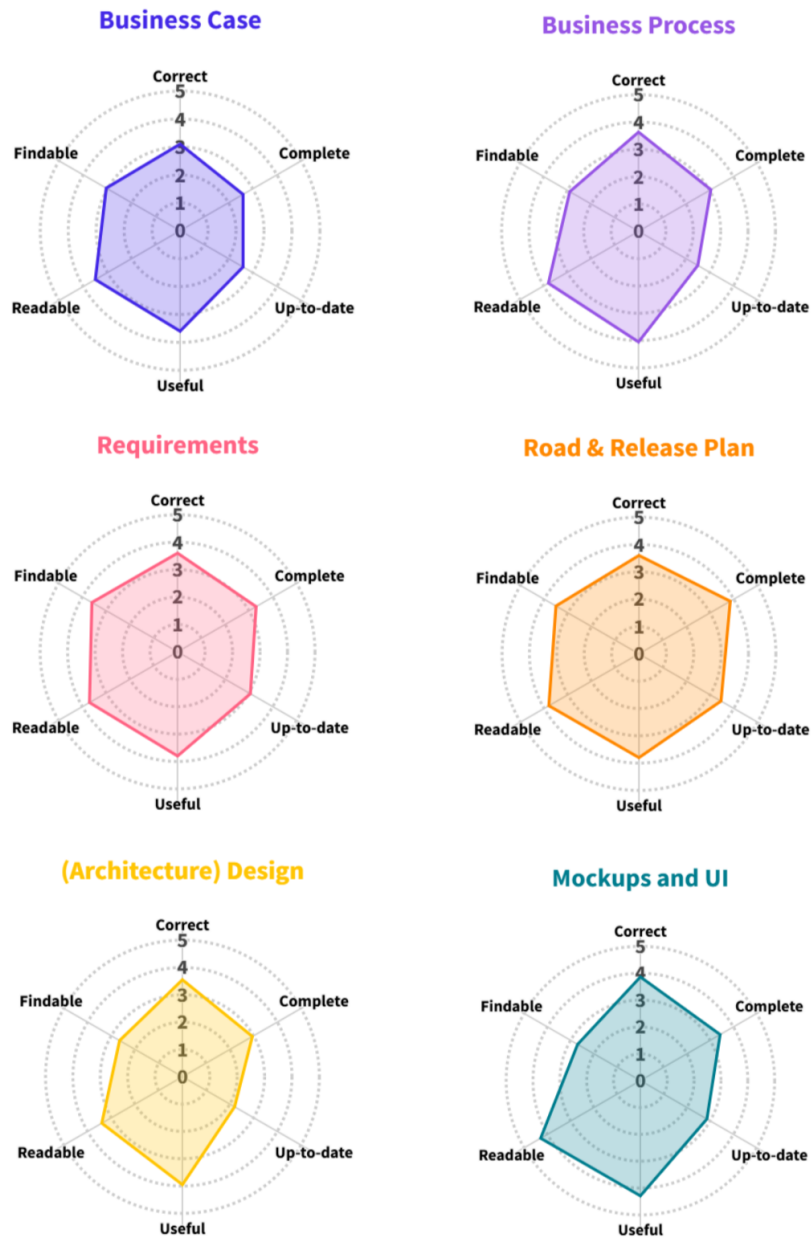 Business Case
Correct
5
4
3
2
1
0
Findable
Complete
Readable
Up-to-date
Useful
Business Process
Correct
5
4
3
2
1
0
Findable
Complete
Readable
Up-to-date
Useful
Requirements
Correct
5
4
3
2
1
0
Findable
Complete
Readable
Up-to-date
Useful
Road & Release Plan
Correct
5
4
3
2
1
0
Findable
Complete
Readable
Up-to-date
Useful
(Architecture) Design
Correct
5
4
3
2
1
0
Findable
Complete
Readable
Up-to-date
Useful
Mockups and UI
Correct
5
4
3
2
1
0
Findable
Complete
Readable
Up-to-date
Useful